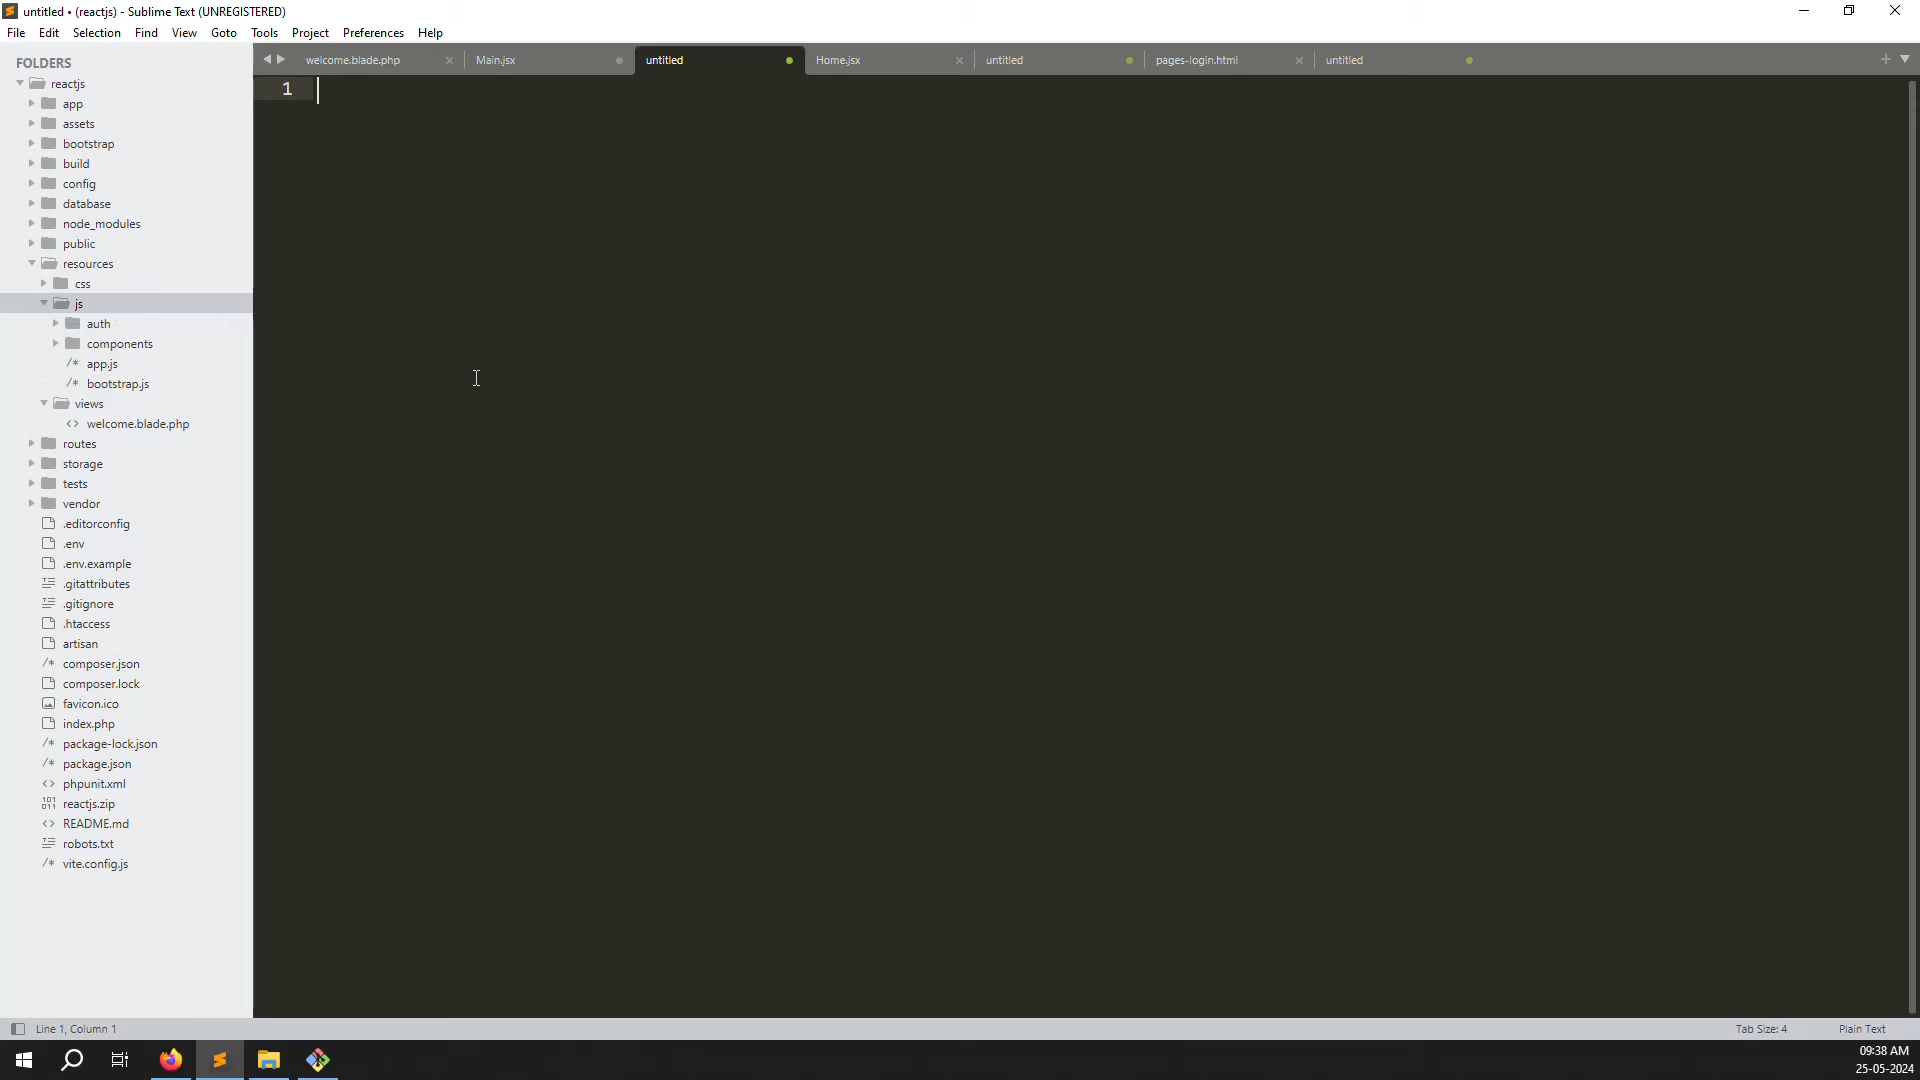 untitled • (reactjs) - Sublime Text (UNREGISTERED)
File Edit Selection Find View Goto Tools Project Preferences Help
FOLDERS
reactjs
app
assets
bootstrap
build
config
database
node_modules
public
resources
css
js
auth
components
/* app.js
/* bootstrap.js
views
<> welcome.blade.php
routes
storage
tests
vendor
.editorconfig
.env
.env.example
.gitattributes
.gitignore
.htaccess
artisan
/* composer.json
composer.lock
favicon.ico
index.php
/* package-lock.json
/* package.json
<> phpunit.xml
reactjs.zip
<> README.md
robots.txt
/* vite.config.js
welcome.blade.php Main.jsx untitled Home.jsx untitled pages-login.html untitled
1
Line 1, Column 1 Tab Size: 4 Plain Text
09:38 AM
25-05-2024